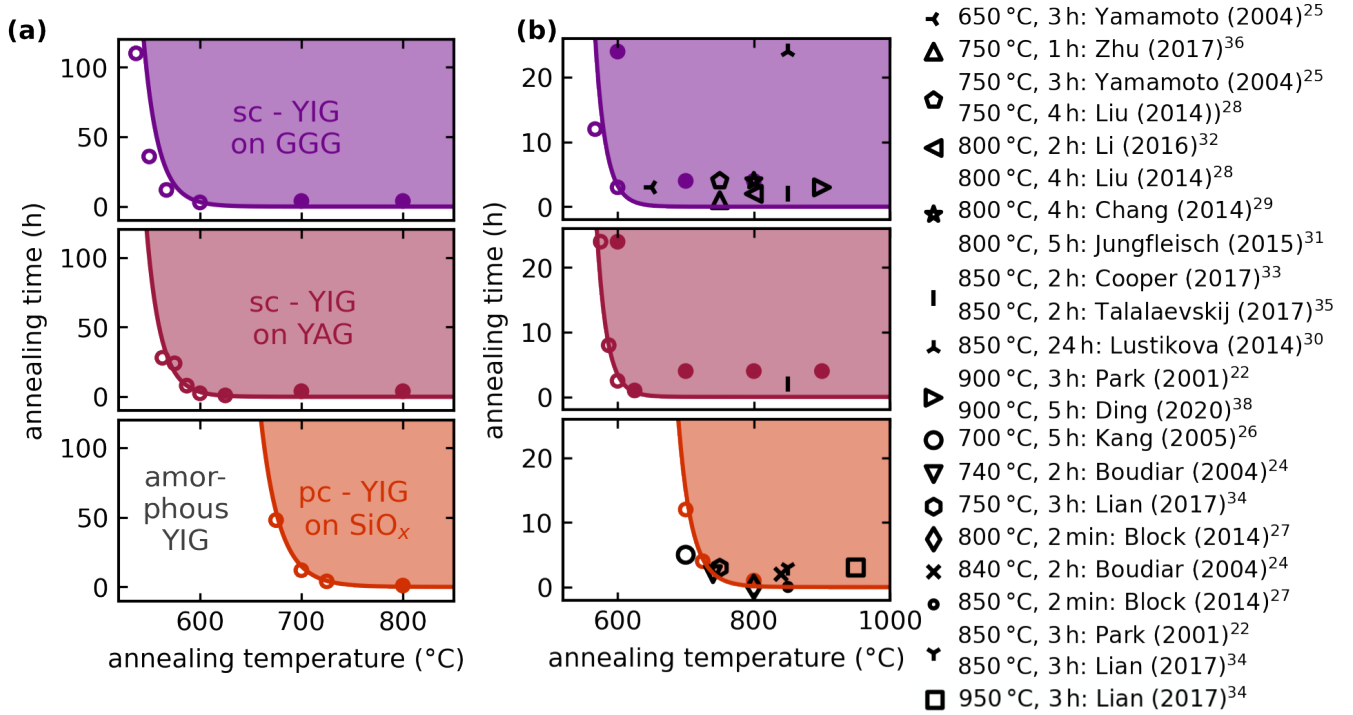 (a)
annealing time (h)
100
50
0
sc - YIG
on GGG
100
50
0
sc - YIG
on YAG
100
50
0
amor-
phous
YIG
pc - YIG
on SiOₓ
600
700
800
annealing temperature (°C)
(b)
annealing time (h)
20
10
0
20
10
0
20
10
0
600
800
1000
annealing temperature (°C)
650 °C, 3 h: Yamamoto (2004)²⁵
750 °C, 1 h: Zhu (2017)³⁶
750 °C, 3 h: Yamamoto (2004)²⁵
750 °C, 4 h: Liu (2014))²⁸
800 °C, 2 h: Li (2016)³²
800 °C, 4 h: Liu (2014)²⁸
800 °C, 4 h: Chang (2014)²⁹
800 °C, 5 h: Jungfleisch (2015)³¹
850 °C, 2 h: Cooper (2017)³³
850 °C, 2 h: Talalaevskij (2017)³⁵
850 °C, 24 h: Lustikova (2014)³⁰
900 °C, 3 h: Park (2001)²²
900 °C, 5 h: Ding (2020)³⁸
700 °C, 5 h: Kang (2005)²⁶
740 °C, 2 h: Boudiar (2004)²⁴
750 °C, 3 h: Lian (2017)³⁴
800 °C, 2 min: Block (2014)²⁷
840 °C, 2 h: Boudiar (2004)²⁴
850 °C, 2 min: Block (2014)²⁷
850 °C, 3 h: Park (2001)²²
850 °C, 3 h: Lian (2017)³⁴
950 °C, 3 h: Lian (2017)³⁴